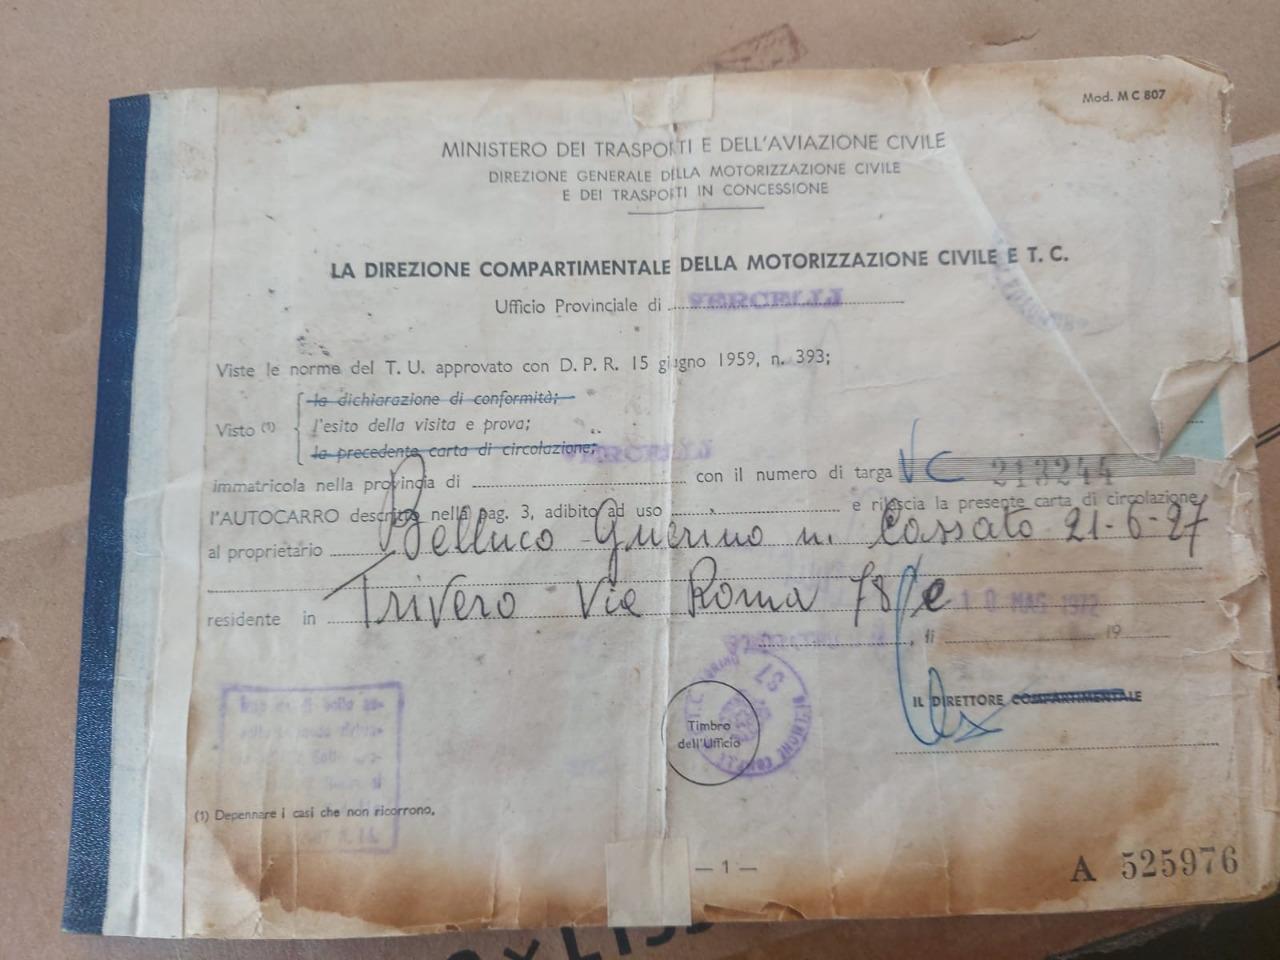 Mod. M C 807
MINISTERO DEI TRASPORTI E DELL'AVIAZIONE CIVILE
DIREZIONE GENERALE DELLA MOTORIZZAZIONE CIVILE
E DEI TRASPORTI IN CONCESSIONE
LA DIREZIONE COMPARTIMENTALE DELLA MOTORIZZAZIONE CIVILE E T. C.
Ufficio Provinciale di VERCELLI
Viste le norme del T. U. approvato con D. P. R. 15 giugno 1959, n. 393;
la dichiarazione di conformità;
Visto (1) l'esito della visita e prova;
la precedente carta di circolazione;
immatricola nella provincia di VERCELLI con il numero di targa VC 213244
l'AUTOCARRO descritto nella pag. 3, adibito ad uso e rilascia la presente carta di circolazione
al proprietario Belluco Guerino n. Cossato 21-6-27
residente in Trivero Via Roma 78/e
10 MAG 1972
, li 19
IL DIRETTORE COMPARTIMENTALE
Timbro
dell'Ufficio
(1) Depennare i casi che non ricorrono.
— 1 —
A 525976